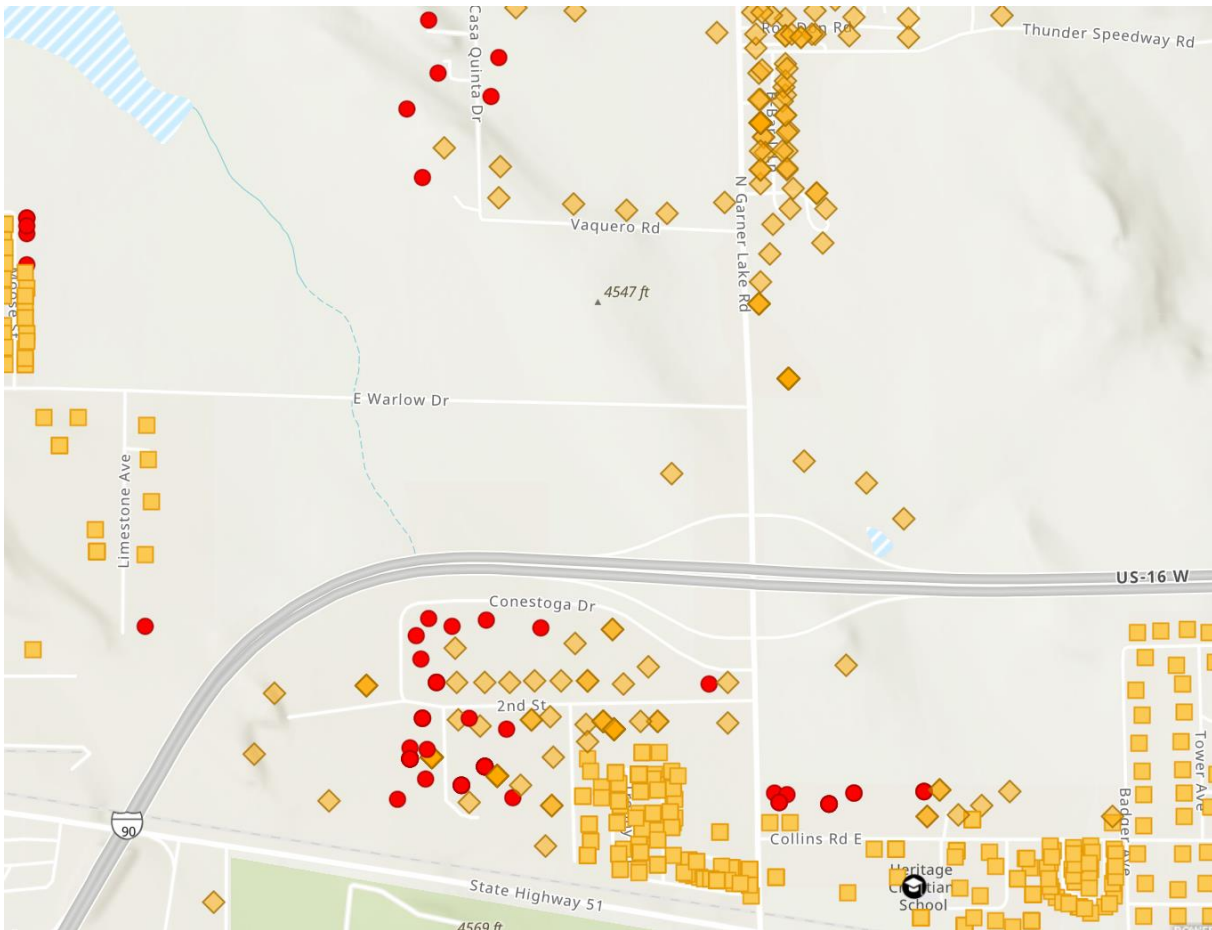 Casa Quinta Dr
Thunder Speedway Rd
N Garner Lake Rd
Vaquero Rd
4547 ft
E Warlow Dr
Limestone Ave
US-16 W
Conestoga Dr
2nd St
Tower Ave
Badger Ave
90
Collins Rd E
Heritage
Christian
School
State Highway 51
4569 ft